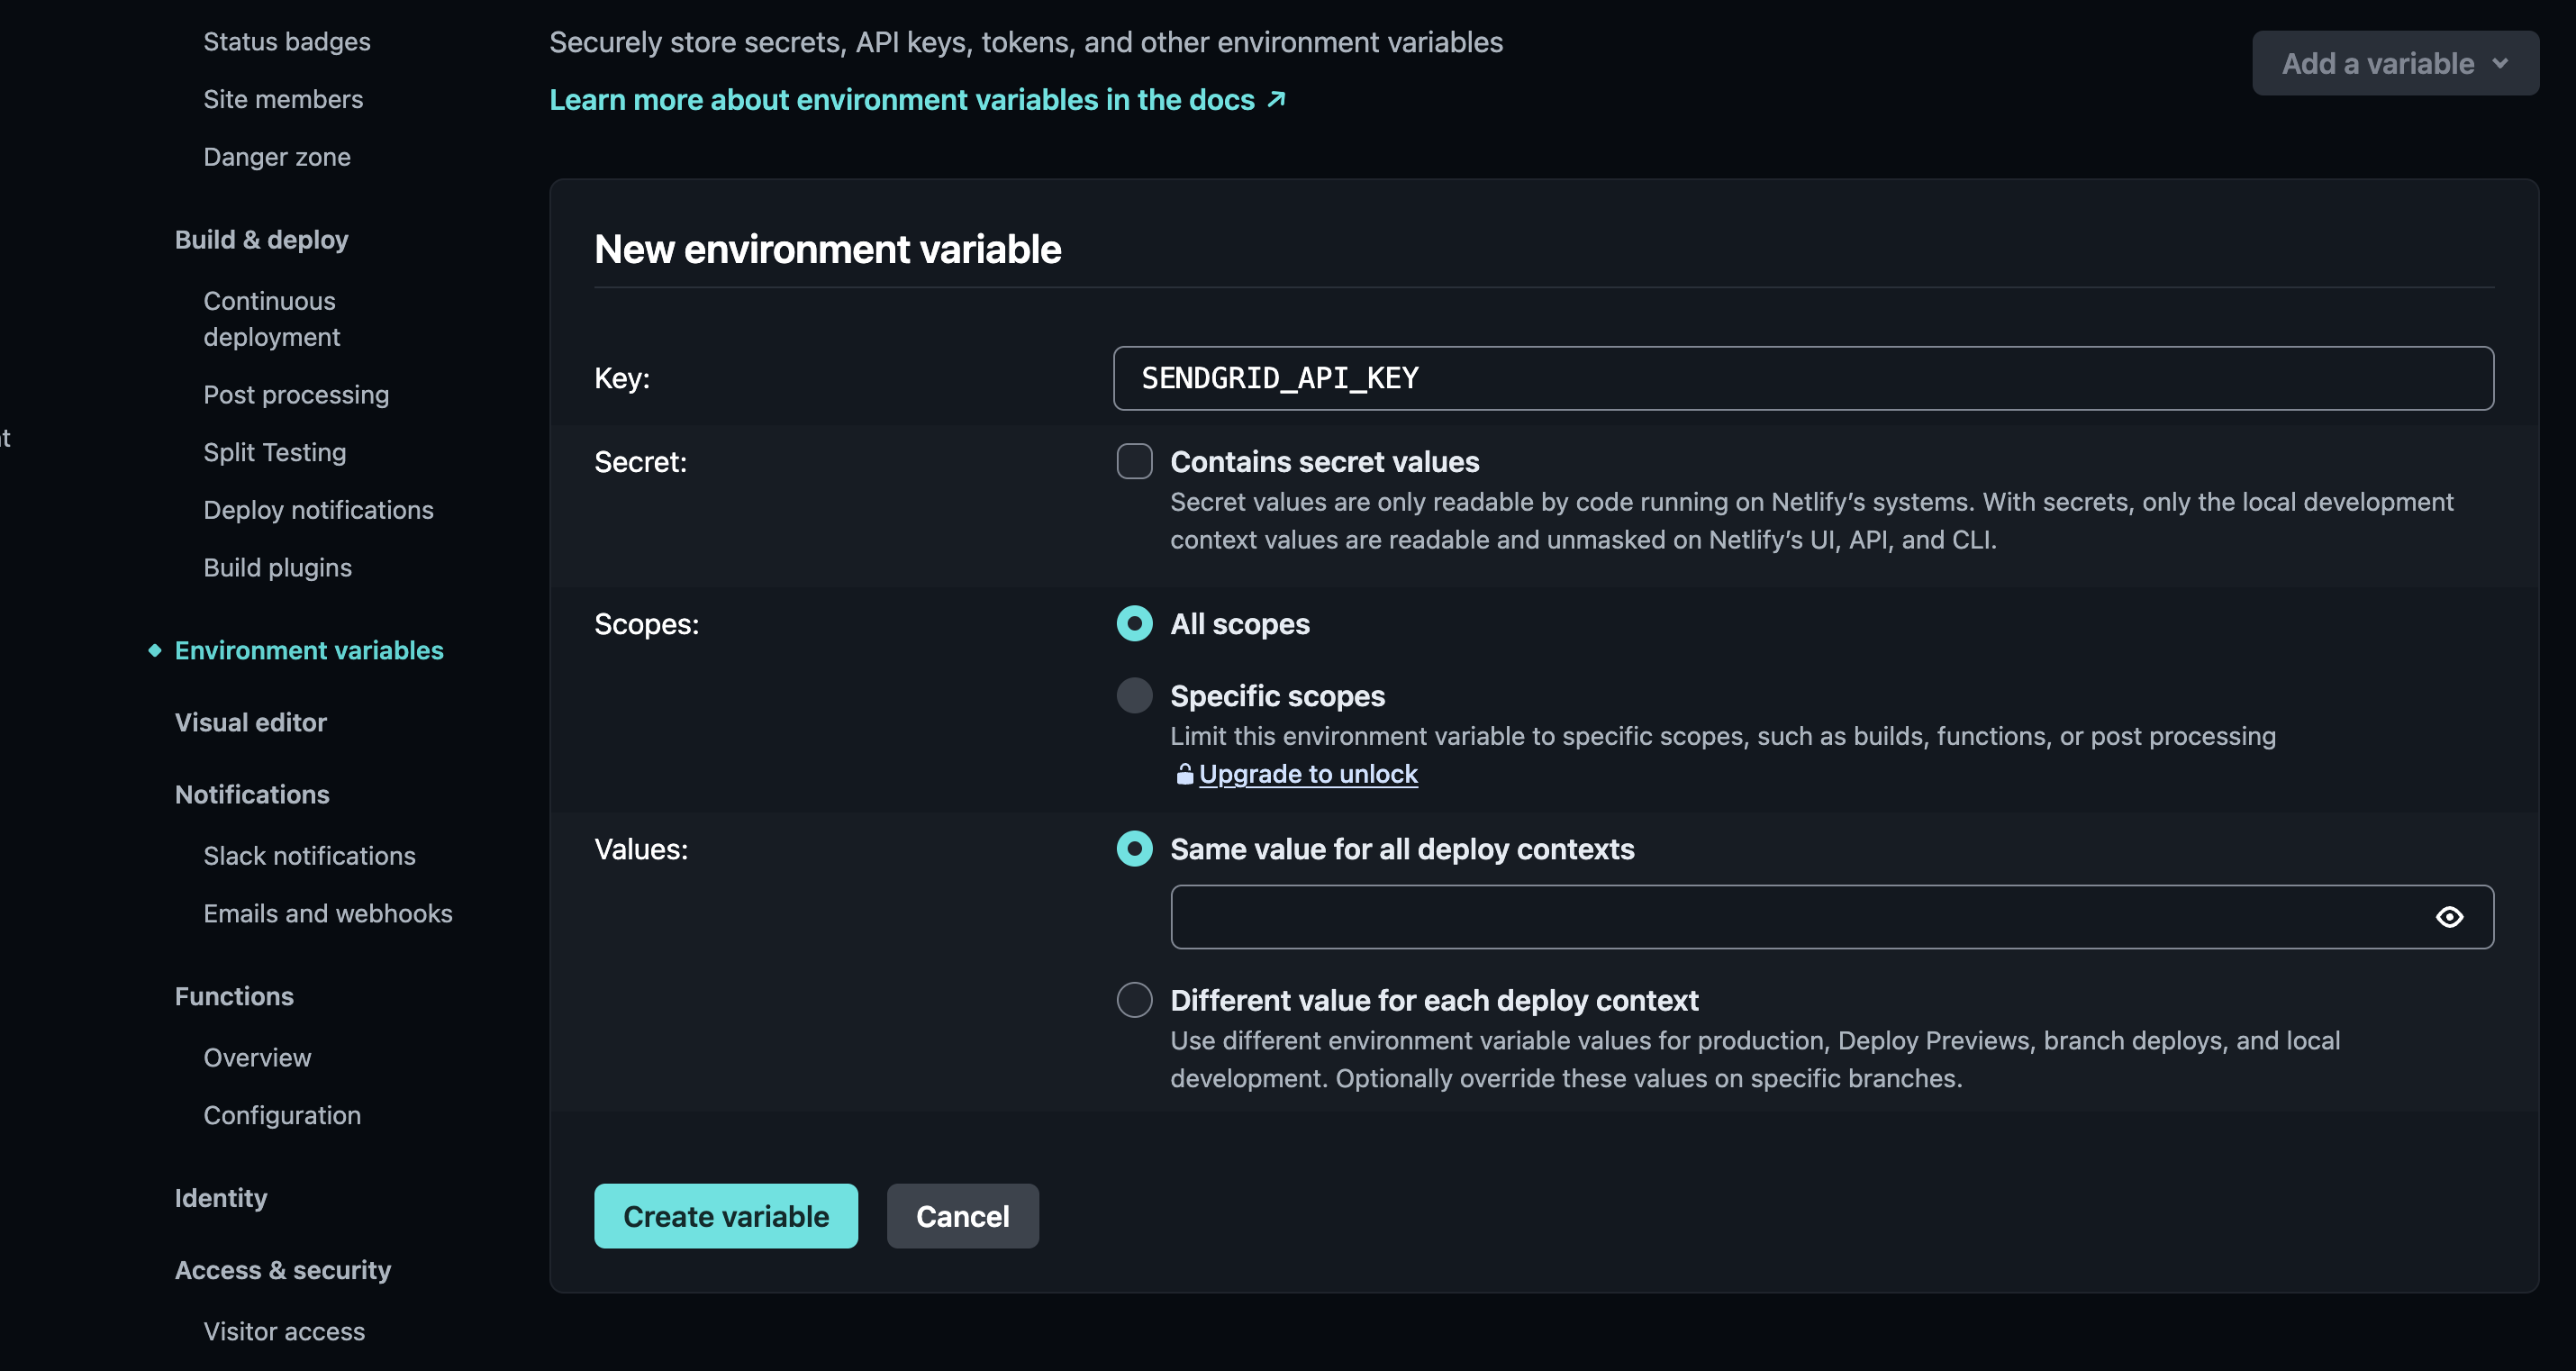 Status badges
Site members
Danger zone
Build & deploy
Continuous
deployment
Post processing
Split Testing
Deploy notifications
Build plugins
Environment variables
Visual editor
Notifications
Slack notifications
Emails and webhooks
Functions
Overview
Configuration
Identity
Access & security
Visitor access
Securely store secrets, API keys, tokens, and other environment variables
Learn more about environment variables in the docs ↗
Add a variable
New environment variable
Key:
SENDGRID_API_KEY
Secret:
Contains secret values
Secret values are only readable by code running on Netlify’s systems. With secrets, only the local development
context values are readable and unmasked on Netlify’s UI, API, and CLI.
Scopes:
All scopes
Specific scopes
Limit this environment variable to specific scopes, such as builds, functions, or post processing
Upgrade to unlock
Values:
Same value for all deploy contexts
Different value for each deploy context
Use different environment variable values for production, Deploy Previews, branch deploys, and local
development. Optionally override these values on specific branches.
Create variable
Cancel